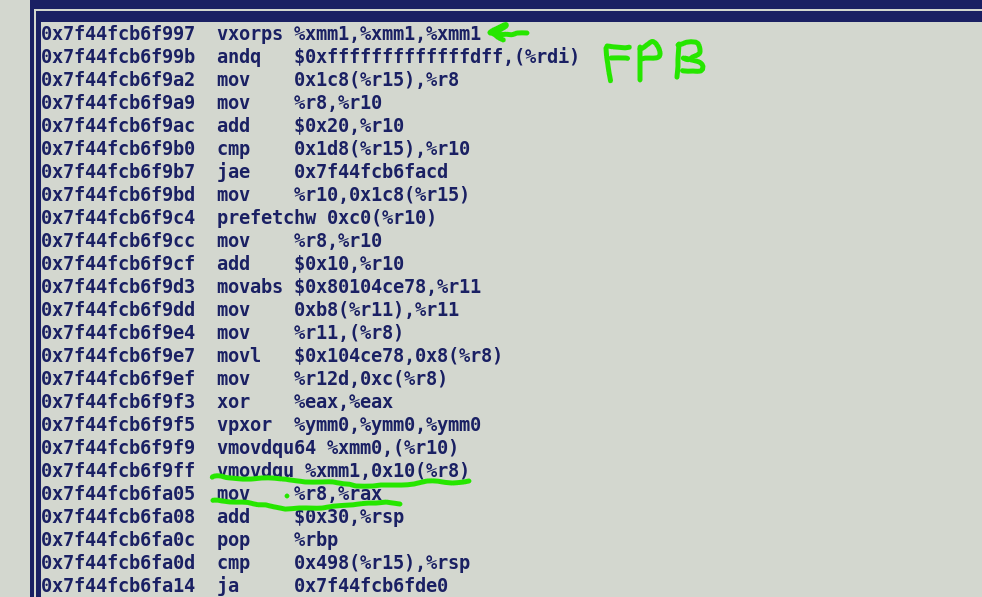 0x7f44fcb6f997  vxorps %xmm1,%xmm1,%xmm1
0x7f44fcb6f99b  andq   $0xfffffffffffffdff,(%rdi)
FPB
0x7f44fcb6f9a2  mov    0x1c8(%r15),%r8
0x7f44fcb6f9a9  mov    %r8,%r10
0x7f44fcb6f9ac  add    $0x20,%r10
0x7f44fcb6f9b0  cmp    0x1d8(%r15),%r10
0x7f44fcb6f9b7  jae    0x7f44fcb6facd
0x7f44fcb6f9bd  mov    %r10,0x1c8(%r15)
0x7f44fcb6f9c4  prefetchw 0xc0(%r10)
0x7f44fcb6f9cc  mov    %r8,%r10
0x7f44fcb6f9cf  add    $0x10,%r10
0x7f44fcb6f9d3  movabs $0x80104ce78,%r11
0x7f44fcb6f9dd  mov    0xb8(%r11),%r11
0x7f44fcb6f9e4  mov    %r11,(%r8)
0x7f44fcb6f9e7  movl   $0x104ce78,0x8(%r8)
0x7f44fcb6f9ef  mov    %r12d,0xc(%r8)
0x7f44fcb6f9f3  xor    %eax,%eax
0x7f44fcb6f9f5  vpxor  %ymm0,%ymm0,%ymm0
0x7f44fcb6f9f9  vmovdqu64 %xmm0,(%r10)
0x7f44fcb6f9ff  vmovdqu %xmm1,0x10(%r8)
0x7f44fcb6fa05  mov    %r8,%rax
0x7f44fcb6fa08  add    $0x30,%rsp
0x7f44fcb6fa0c  pop    %rbp
0x7f44fcb6fa0d  cmp    0x498(%r15),%rsp
0x7f44fcb6fa14  ja     0x7f44fcb6fde0